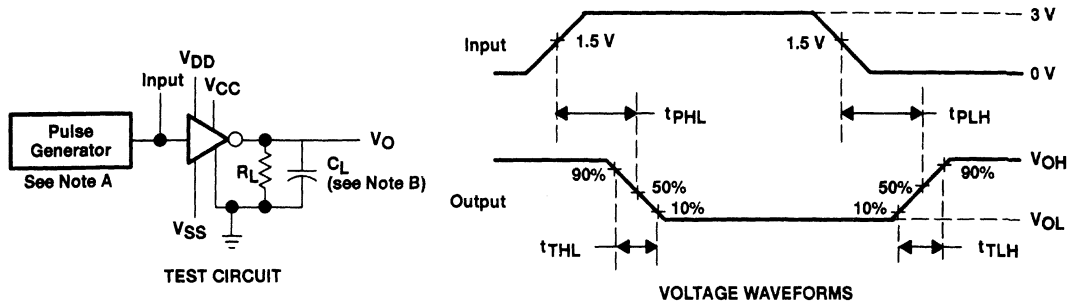 Pulse
Generator
See Note A
Input
VDD
VCC
VSS
RL
CL
(see Note B)
VO
TEST CIRCUIT
Input
1.5 V
1.5 V
3 V
0 V
tPHL
tPLH
Output
90%
50%
10%
10%
50%
90%
VOH
VOL
tTHL
tTLH
VOLTAGE WAVEFORMS